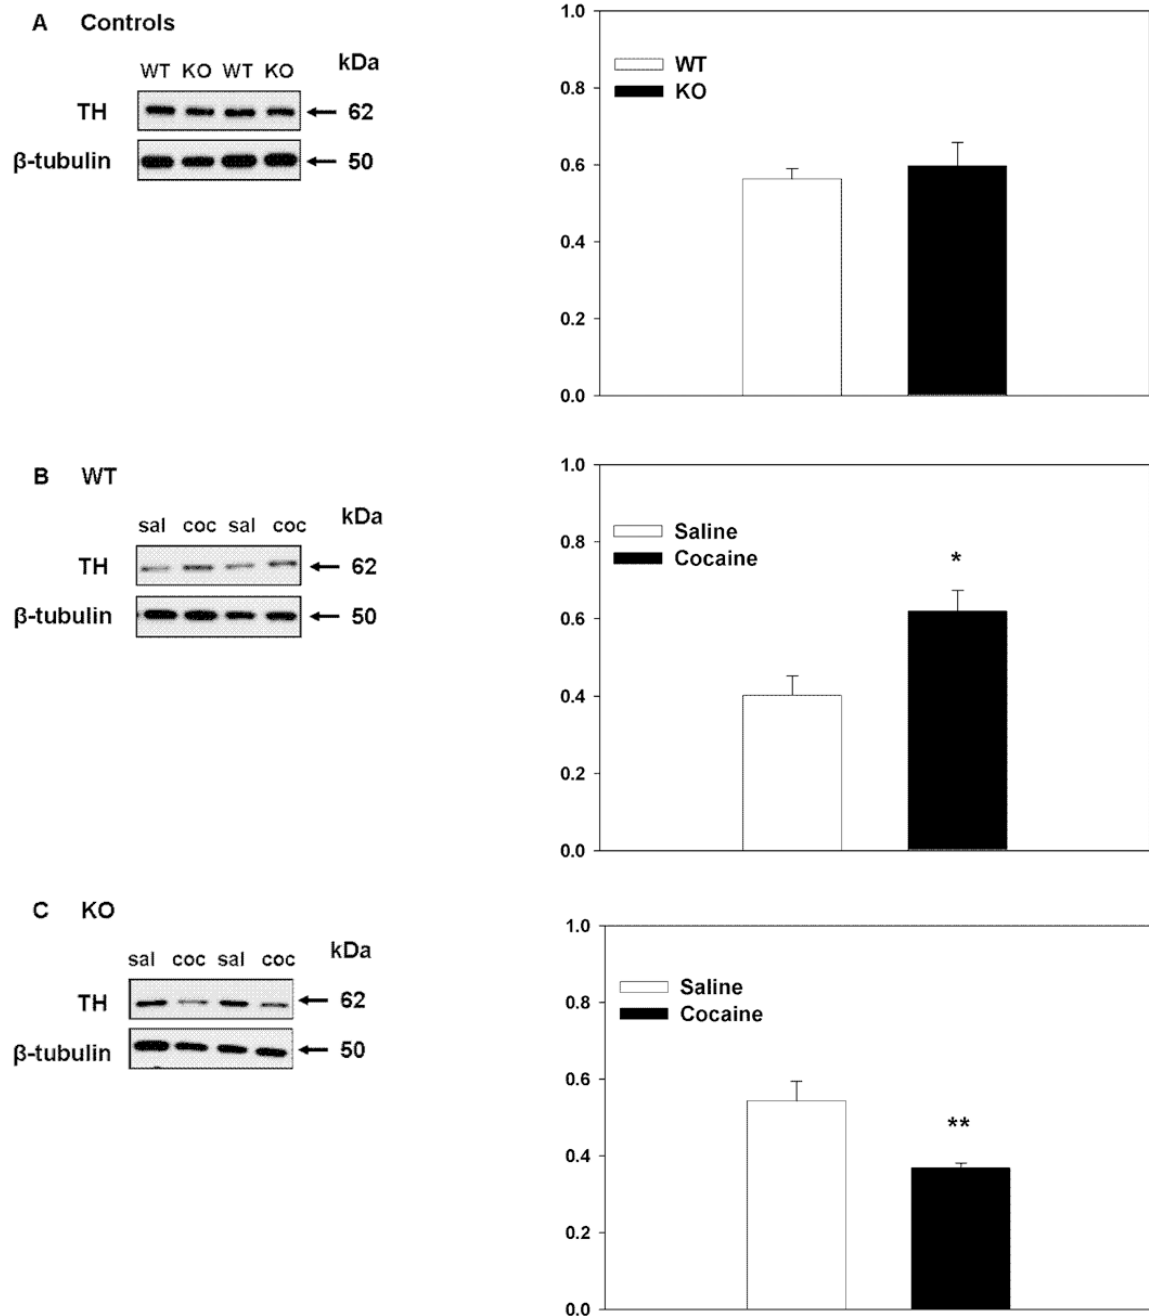 A Controls
WT KO WT KO kDa
TH 62
β-tubulin 50
1.0
0.8
0.6
0.4
0.2
0.0
WT
KO
B WT
sal coc sal coc kDa
TH 62
β-tubulin 50
1.0
0.8
0.6
0.4
0.2
0.0
Saline
Cocaine
*
C KO
sal coc sal coc kDa
TH 62
β-tubulin 50
1.0
0.8
0.6
0.4
0.2
0.0
Saline
Cocaine
**